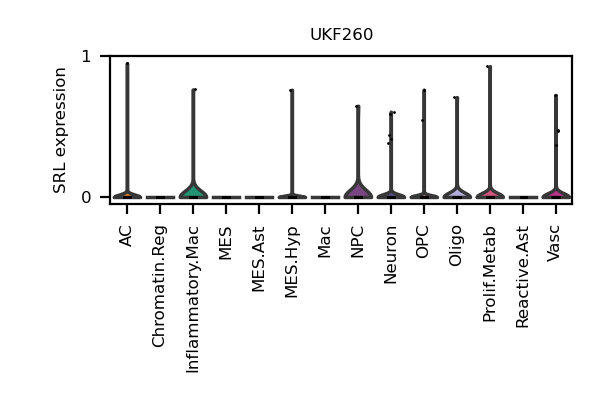 UKF260
SRL expression
1
0
AC
Chromatin.Reg
Inflammatory.Mac
MES
MES.Ast
MES.Hyp
Mac
NPC
Neuron
OPC
Oligo
Prolif.Metab
Reactive.Ast
Vasc